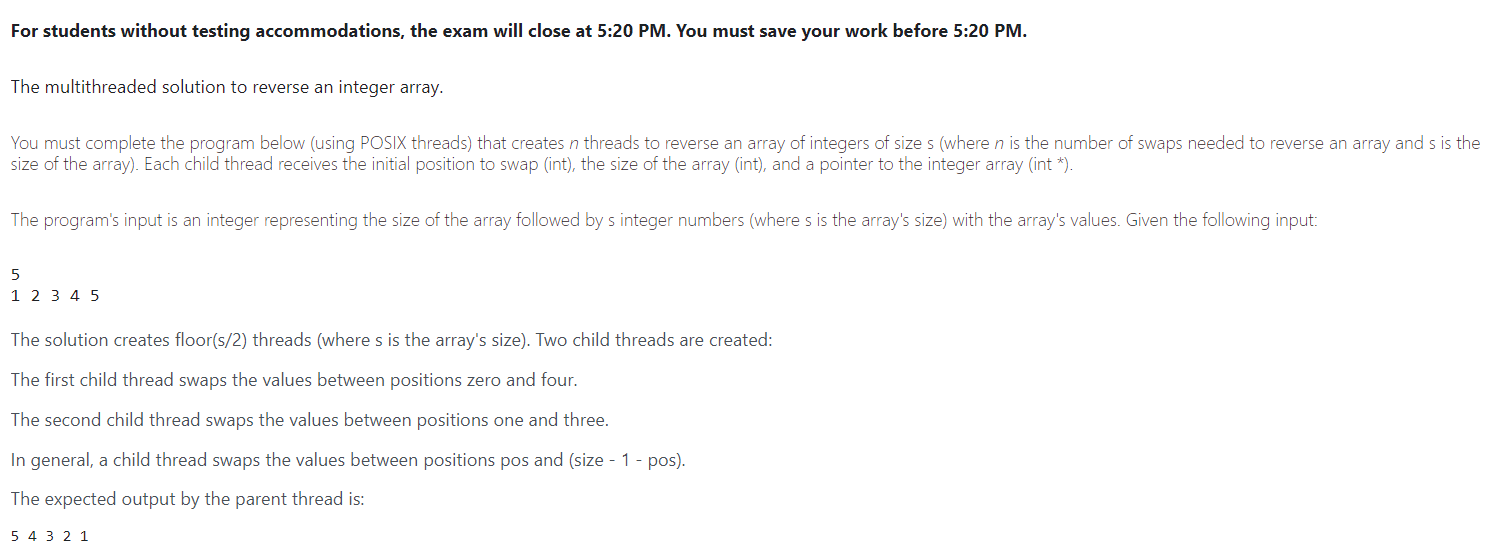 For students without testing accommodations, the exam will close at 5:20 PM. You must save your work before 5:20 PM.
The multithreaded solution to reverse an integer array.
You must complete the program below (using POSIX threads) that creates n threads to reverse an array of integers of size s (where n is the number of swaps needed to reverse an array and s is the
size of the array). Each child thread receives the initial position to swap (int), the size of the array (int), and a pointer to the integer array (int *).
The program's input is an integer representing the size of the array followed by s integer numbers (where s is the array's size) with the array's values. Given the following input:
5
1 2 3 4 5
The solution creates floor(s/2) threads (where s is the array's size). Two child threads are created:
The first child thread swaps the values between positions zero and four.
The second child thread swaps the values between positions one and three.
In general, a child thread swaps the values between positions pos and (size - 1 - pos).
The expected output by the parent thread is:
5 4 3 2 1